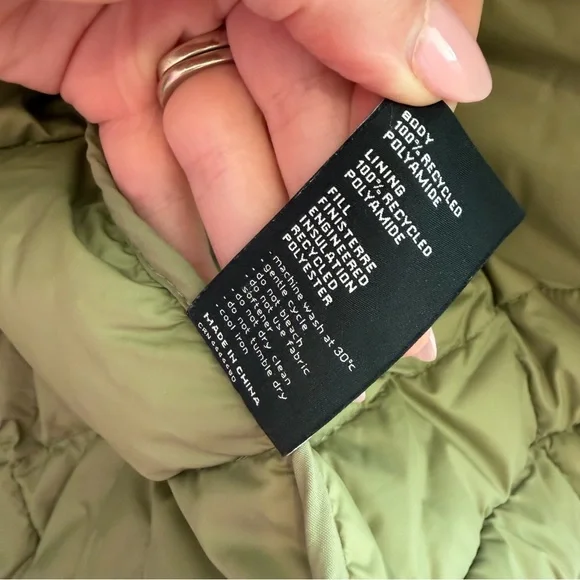 BODY
100% RECYCLED
POLYAMIDE
LINING
100% RECYCLED
POLYAMIDE
FILL
FINISTERRE
ENGINEERED
INSULATION
RECYCLED
POLYESTER
. machine wash at 30°c
. gentle cycle
. do not bleach
. do not use fabric
softener
. do not dry clean
. do not tumble dry
. cool iron
MADE IN CHINA